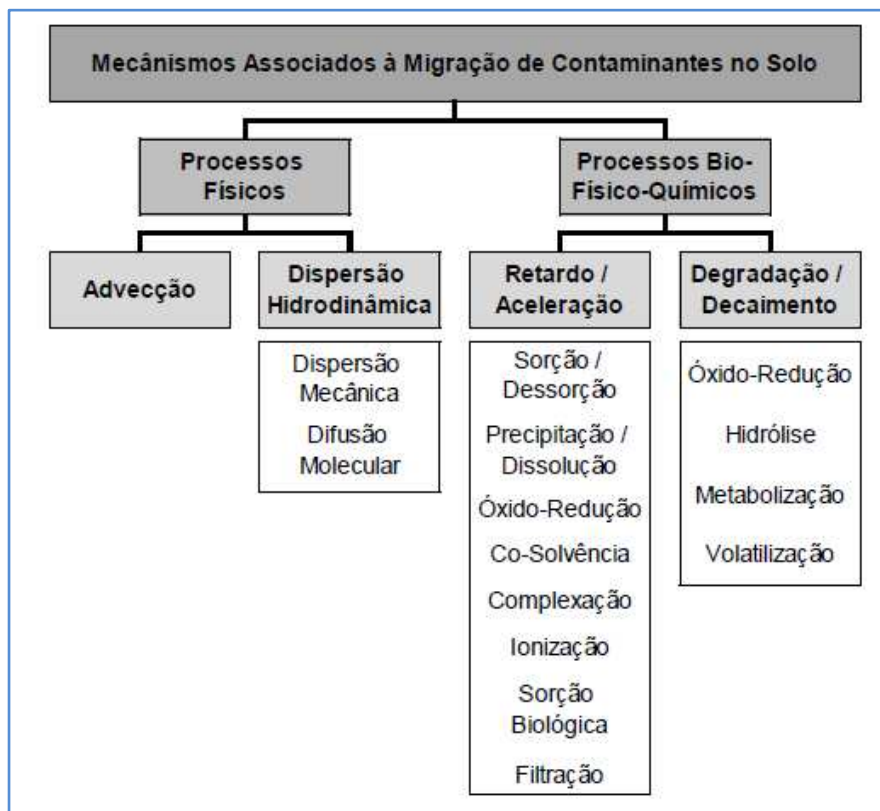 Mecânismos Associados à Migração de Contaminantes no Solo
Processos
Físicos
Processos Bio-
Físico-Químicos
Advecção
Dispersão
Hidrodinâmica
Retardo /
Aceleração
Degradação /
Decaimento
Dispersão
Mecânica
Difusão
Molecular
Sorção /
Dessorção
Precipitação /
Dissolução
Óxido-Redução
Co-Solvência
Complexação
Ionização
Sorção
Biológica
Filtração
Óxido-Redução
Hidrólise
Metabolização
Volatilização